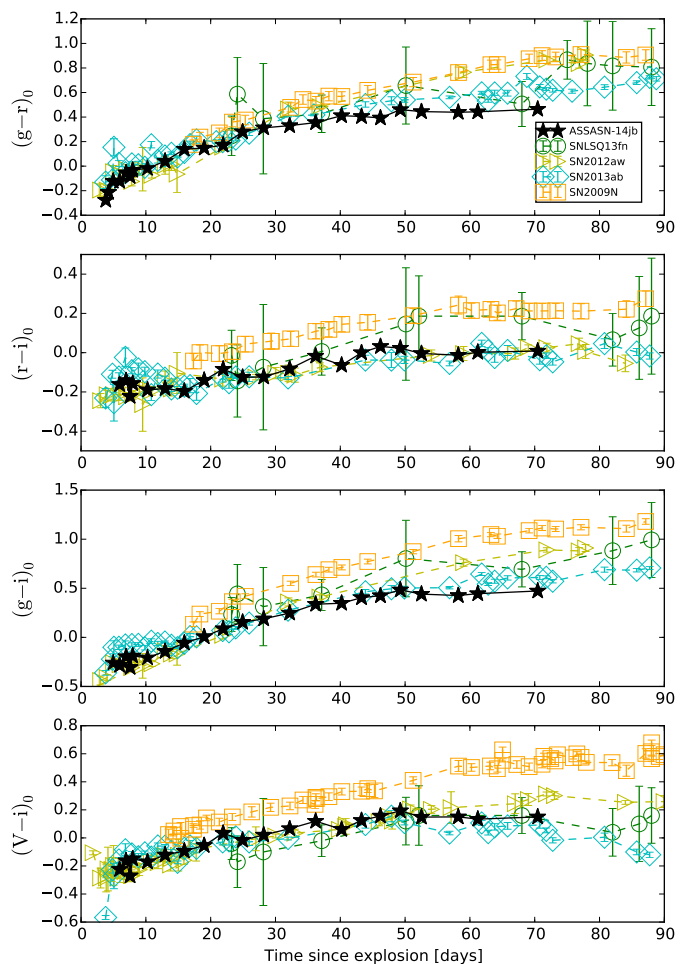 1.2
1.0
0.8
0.6
0.4
0.2
0.0
−0.2
−0.4
(g−r)₀
0 10 20 30 40 50 60 70 80 90
ASSASN-14jb
SNLSQ13fn
SN2012aw
SN2013ab
SN2009N
0.4
0.2
0.0
−0.2
−0.4
(r−i)₀
0 10 20 30 40 50 60 70 80 90
1.5
1.0
0.5
0.0
−0.5
(g−i)₀
0 10 20 30 40 50 60 70 80 90
0.8
0.6
0.4
0.2
0.0
−0.2
−0.4
−0.6
(V−i)₀
0 10 20 30 40 50 60 70 80 90
Time since explosion [days]